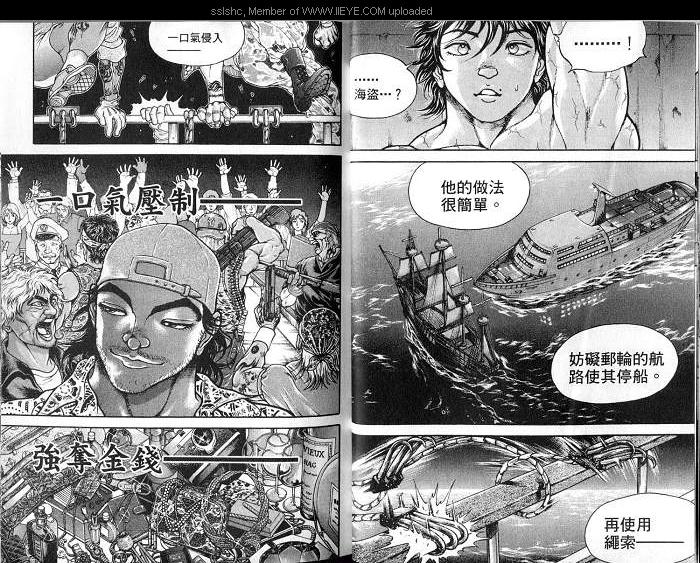 sslshc, Member of WWW.IIEYE.COM uploaded
…………！
……
海盜…？
他的做法
很簡單。
妨礙郵輪的航
路使其停船。
再使用
繩索——
一口氣侵入
——
一口氣壓制——
強奪金錢——
VIEUX
MAG